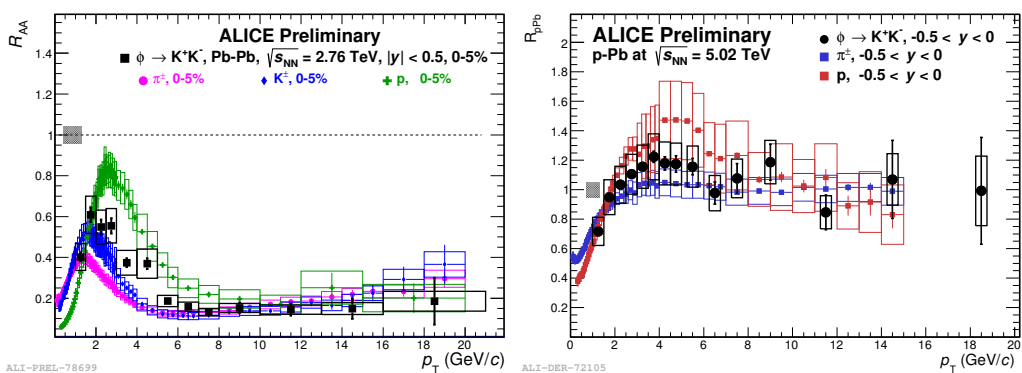 R_AA
ALICE Preliminary
ϕ → K⁺K⁻, Pb-Pb, √s_NN = 2.76 TeV, |y| < 0.5, 0-5%
π±, 0-5%
K±, 0-5%
p, 0-5%
1.4
1.2
1
0.8
0.6
0.4
0.2
0 2 4 6 8 10 12 14 16 18 20 22
p_T (GeV/c)
ALI-PREL-78699
R_pPb
ALICE Preliminary
p-Pb at √s_NN = 5.02 TeV
ϕ → K⁺K⁻, -0.5 < y < 0
π±, -0.5 < y < 0
p, -0.5 < y < 0
2
1.8
1.6
1.4
1.2
1
0.8
0.6
0.4
0.2
0
0 2 4 6 8 10 12 14 16 18 20
p_T (GeV/c)
ALI-DER-72105